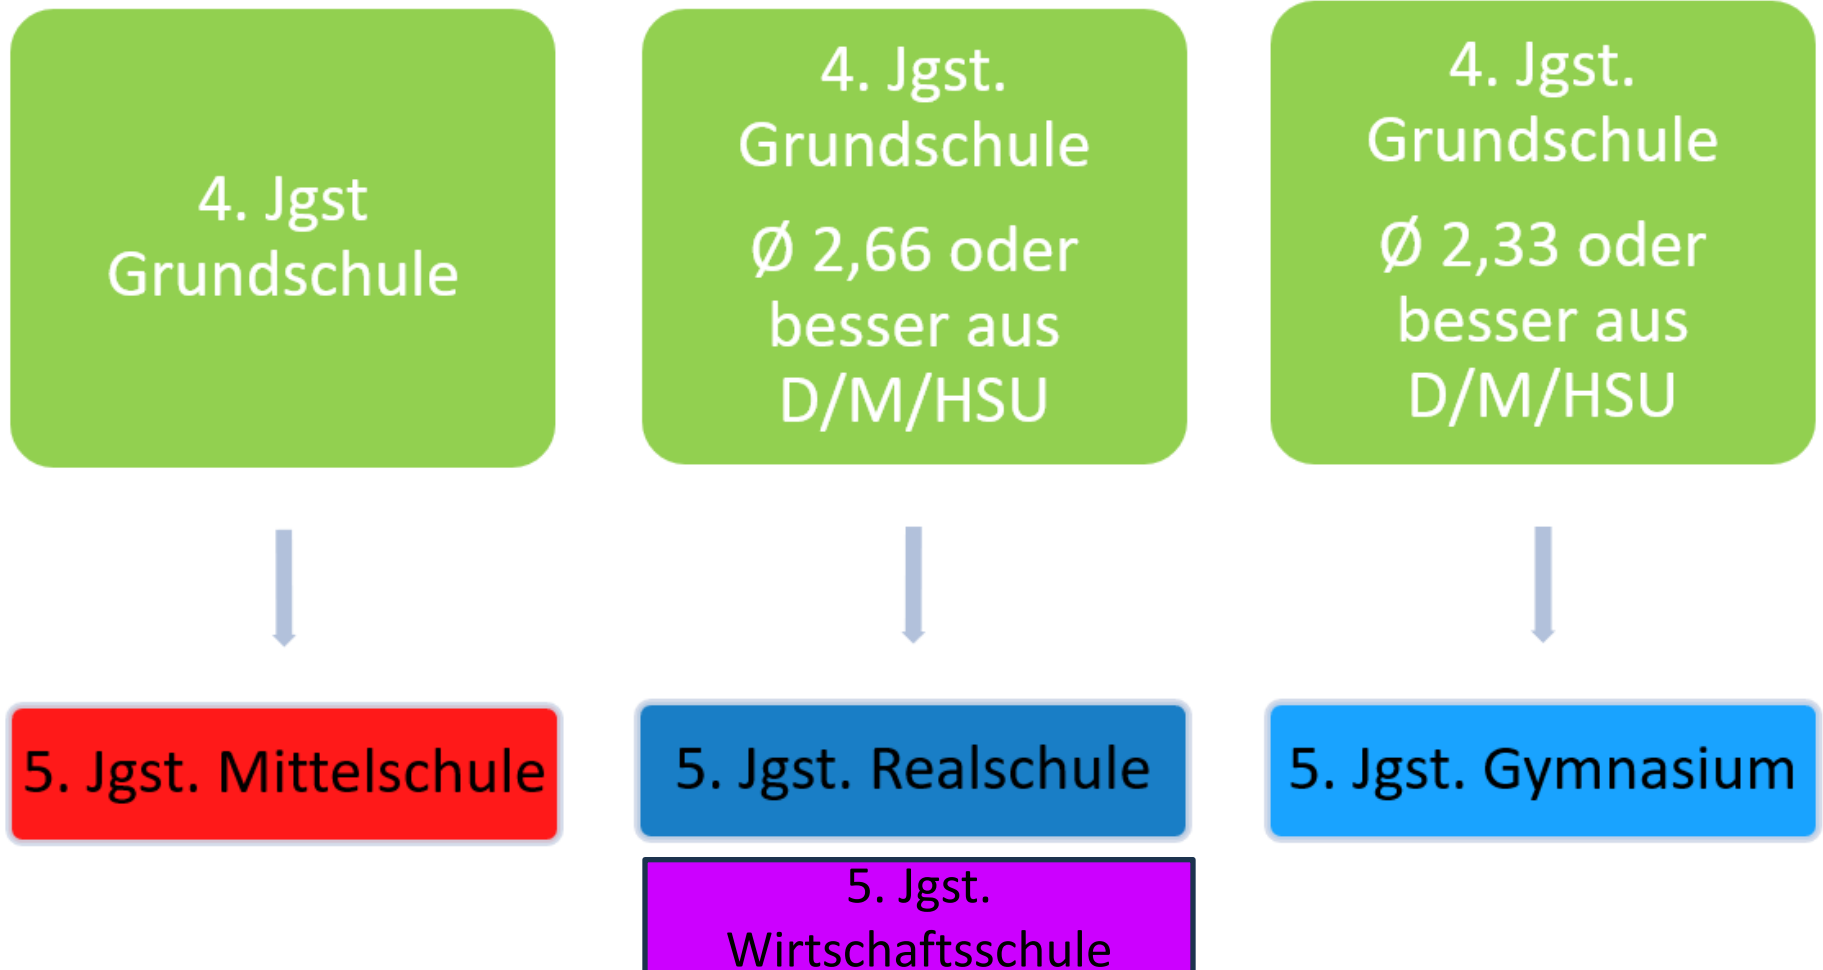 4. Jgst
Grundschule
4. Jgst.
Grundschule
Ø 2,66 oder
besser aus
D/M/HSU
4. Jgst.
Grundschule
Ø 2,33 oder
besser aus
D/M/HSU
5. Jgst. Mittelschule
5. Jgst. Realschule
5. Jgst. Gymnasium
5. Jgst.
Wirtschaftsschule